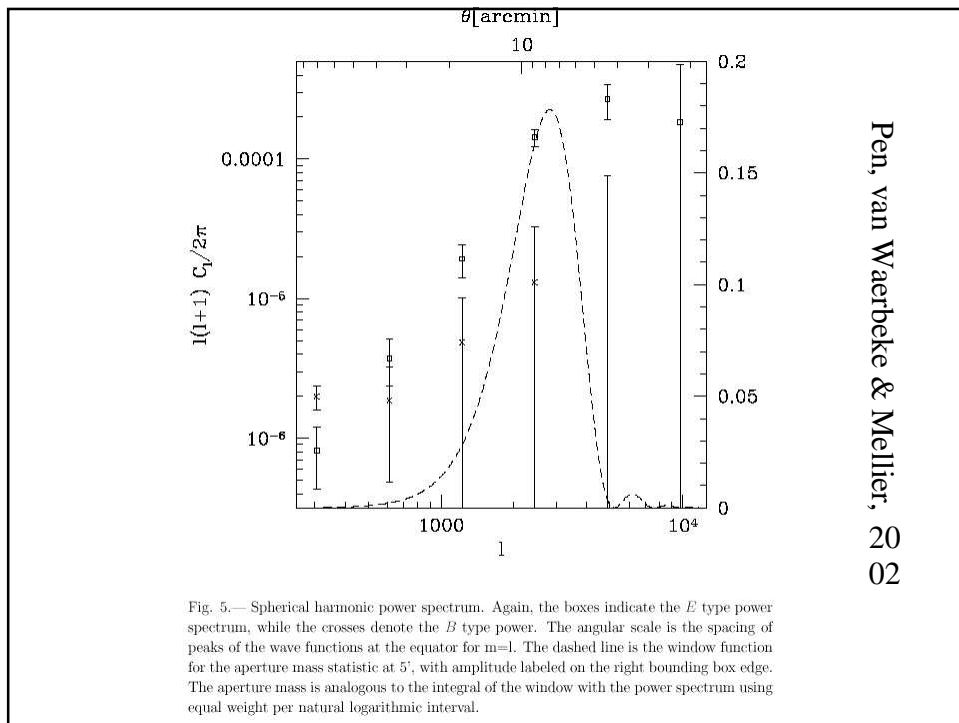 θ[arcmin]
10
0.2
0.0001
0.15
l(l+1) C_l/2π
10⁻⁵
0.1
0.05
10⁻⁶
0
1000
10⁴
l
Pen, van Waerbeke & Mellier, 20
02
Fig. 5.— Spherical harmonic power spectrum. Again, the boxes indicate the E type power
spectrum, while the crosses denote the B type power. The angular scale is the spacing of
peaks of the wave functions at the equator for m=l. The dashed line is the window function
for the aperture mass statistic at 5', with amplitude labeled on the right bounding box edge.
The aperture mass is analogous to the integral of the window with the power spectrum using
equal weight per natural logarithmic interval.